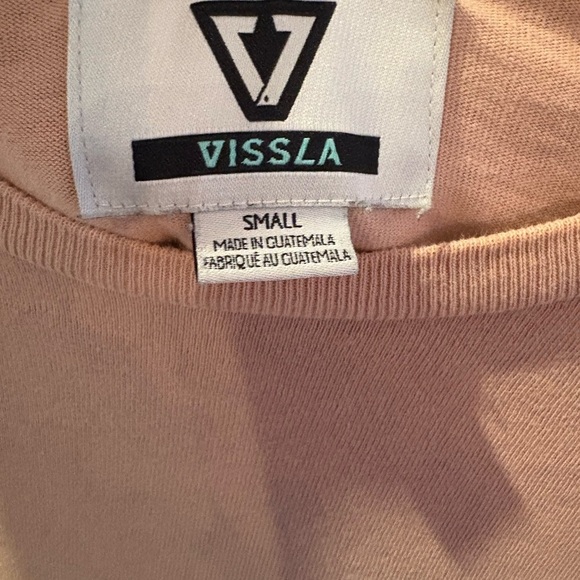 VISSLA
SMALL
MADE IN GUATEMALA
FABRIQUÉ AU GUATEMALA